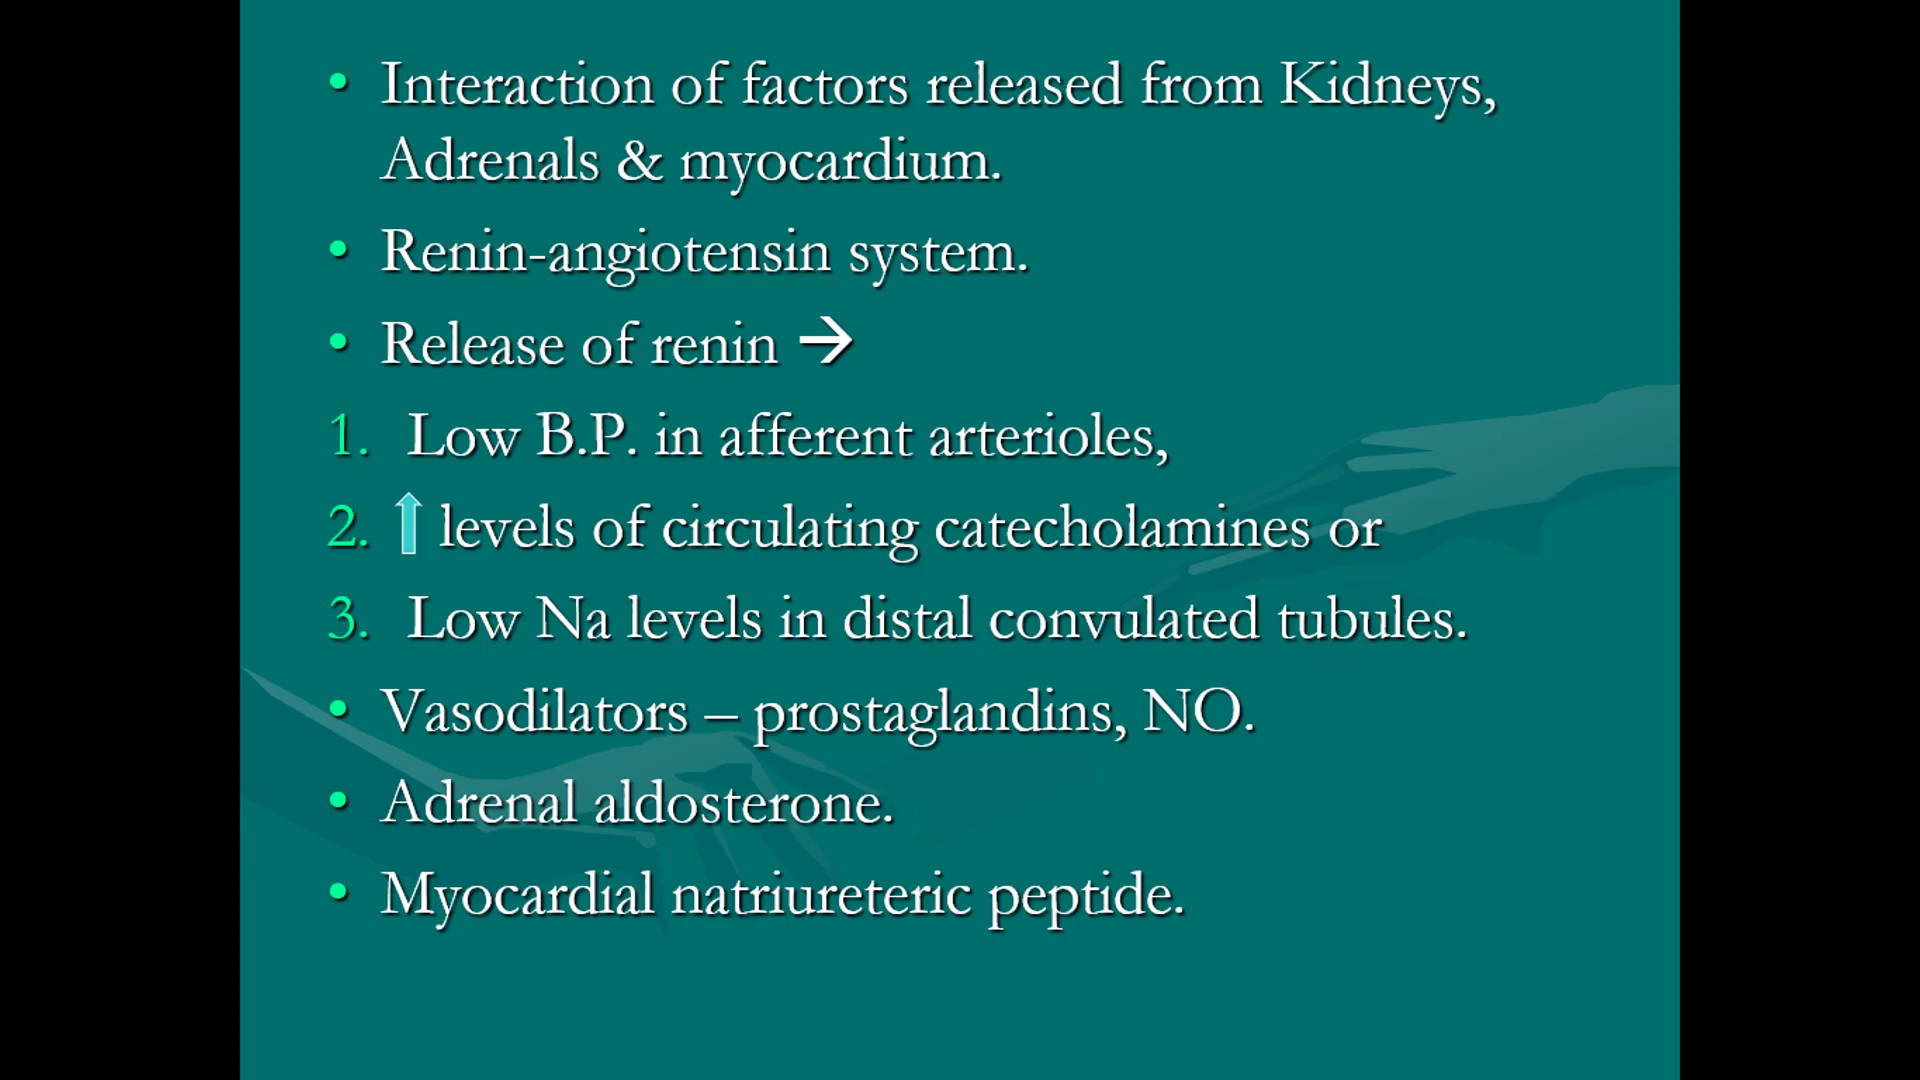 • Interaction of factors released from Kidneys,
Adrenals & myocardium.
• Renin-angiotensin system.
• Release of renin →
1. Low B.P. in afferent arterioles,
2. ⬆ levels of circulating catecholamines or
3. Low Na levels in distal convulated tubules.
• Vasodilators – prostaglandins, NO.
• Adrenal aldosterone.
• Myocardial natriureteric peptide.